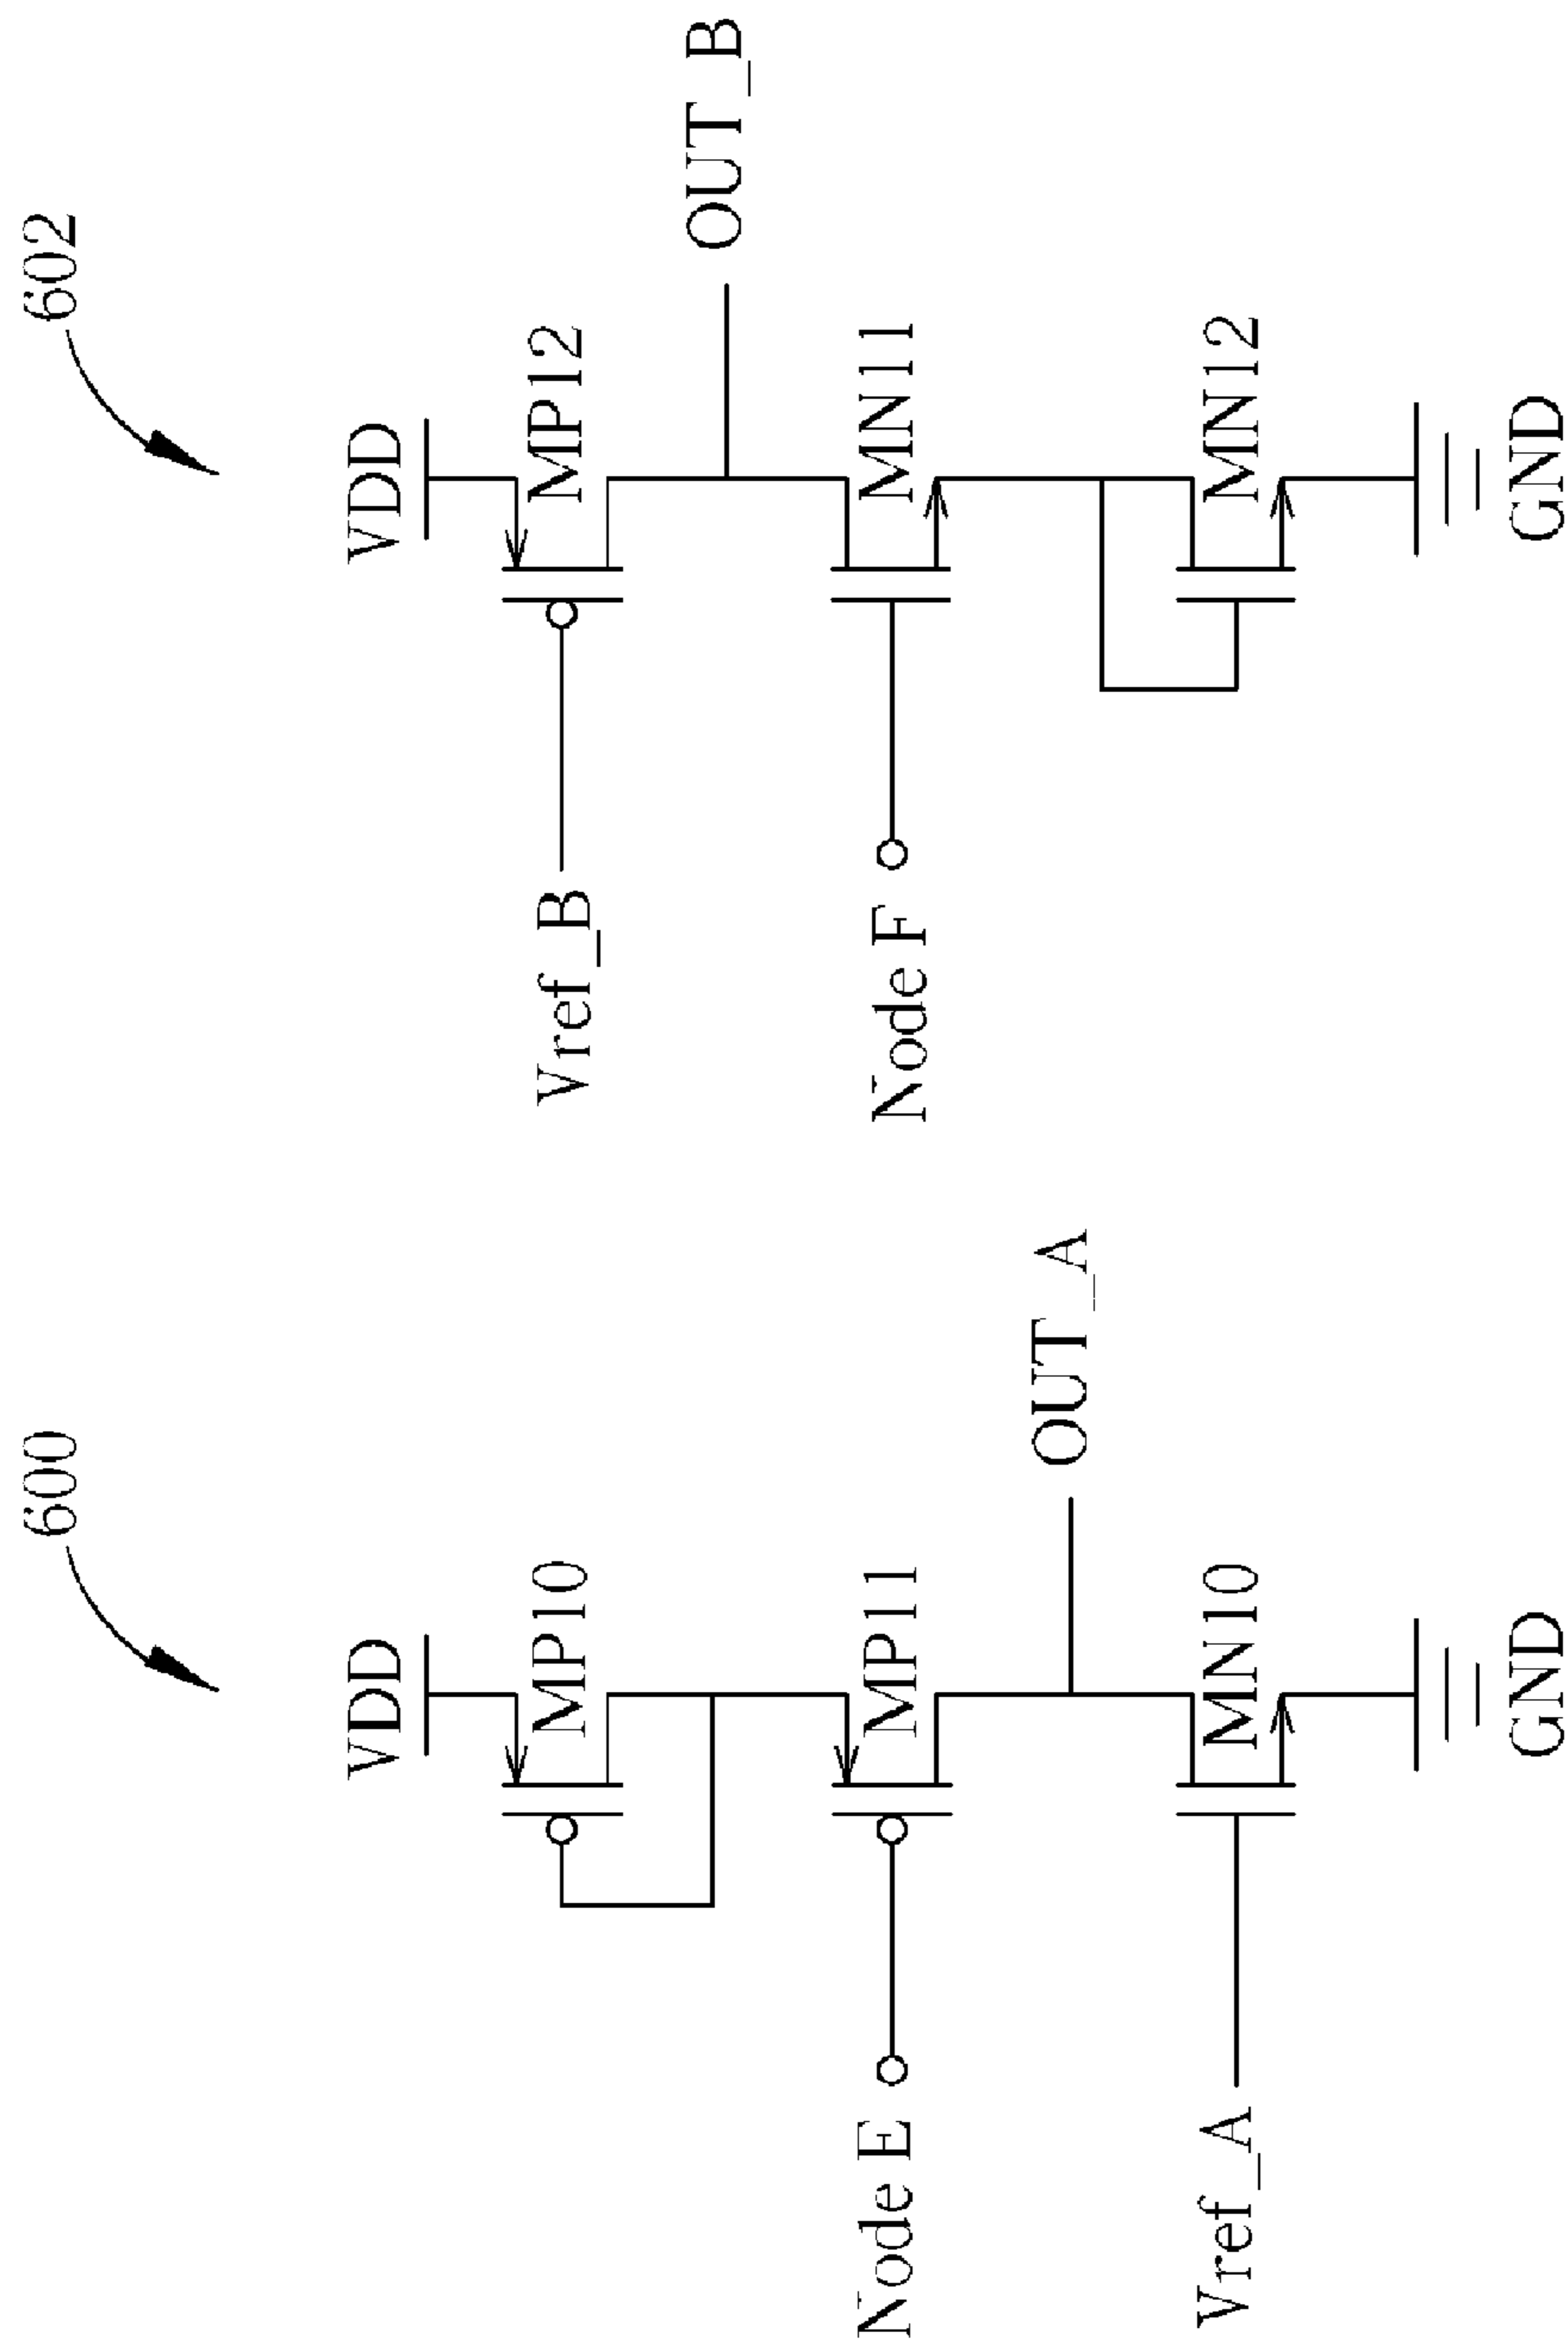 600
VDD
MP10
Node E
MP11
OUT_A
Vref_A
MN10
GND
602
VDD
Vref_B
MP12
OUT_B
Node F
MN11
MN12
GND